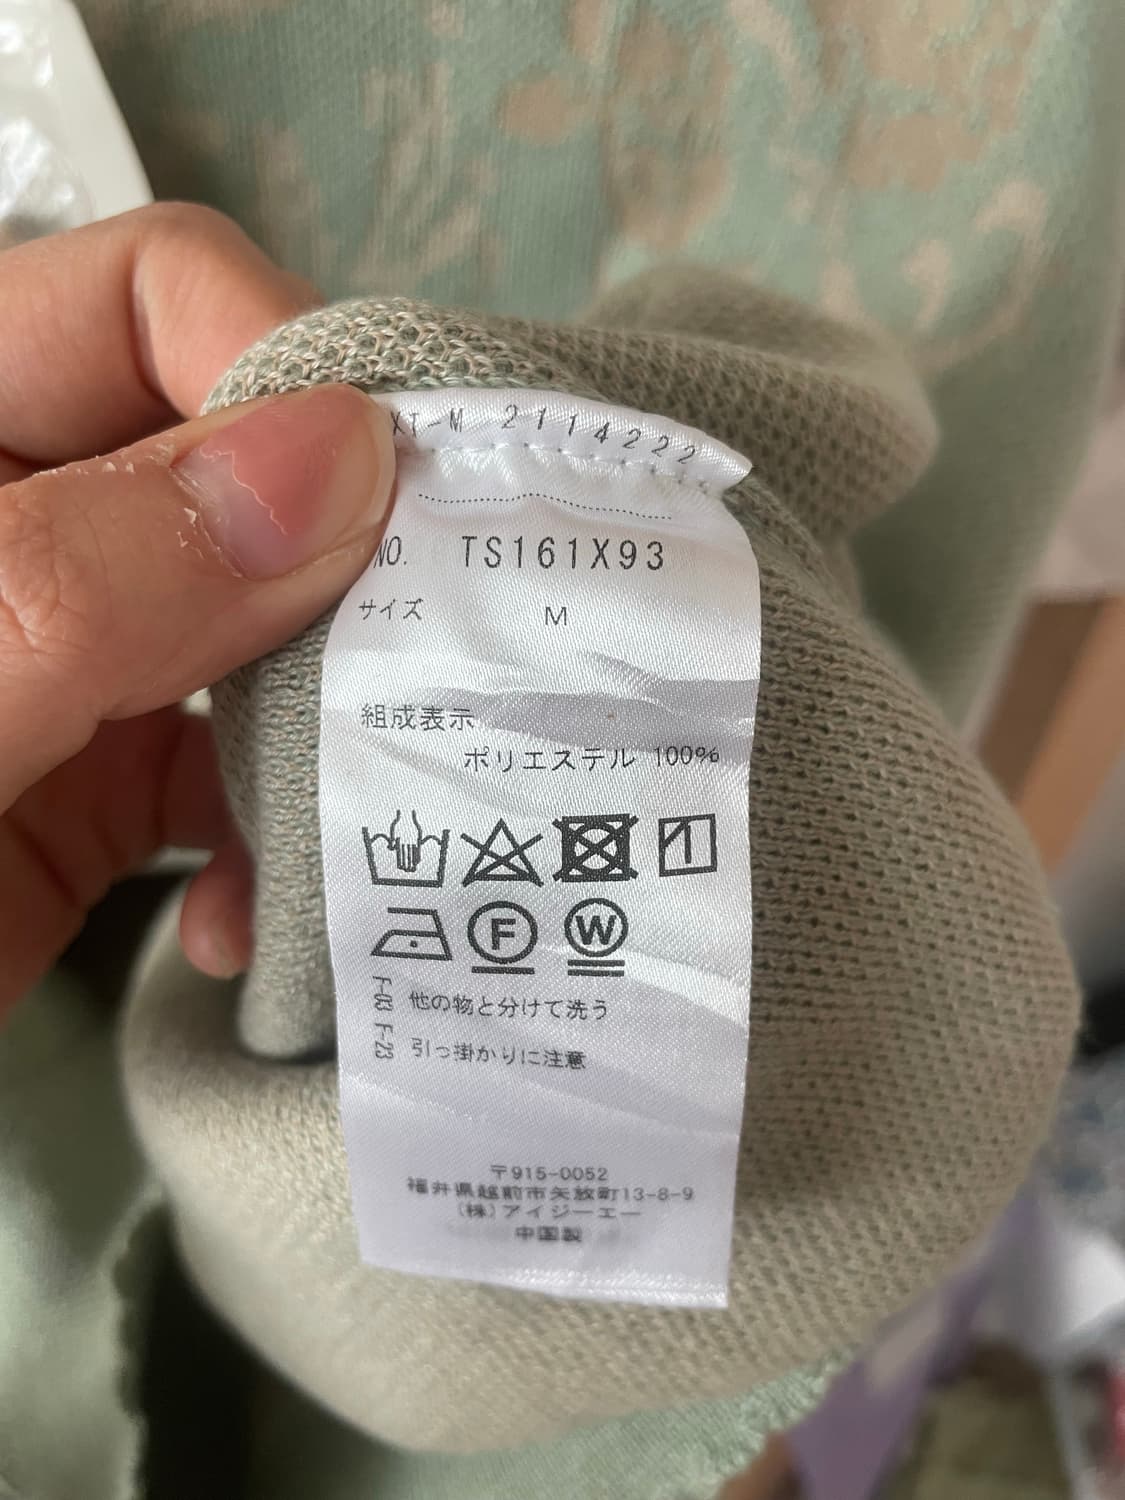 XT-M 2114222
NO. TS161X93
サイズ M
組成表示
ポリエステル 100%
F
W
F-03 他の物と分けて洗う
F-23 引っ掛かりに注意
〒915-0052
福井県越前市矢放町13-8-9
(株)アイジーエー
中国製